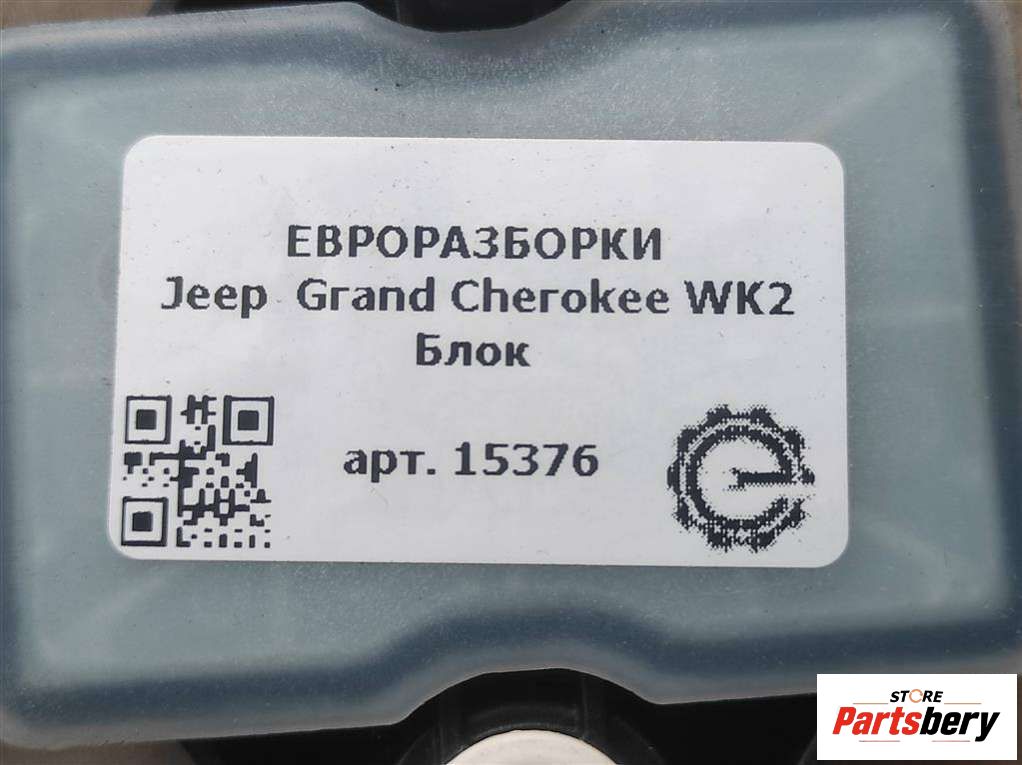 ЕВРОРАЗБОРКИ
Jeep Grand Cherokee WK2
Блок
арт. 15376
STORE
Partsbery